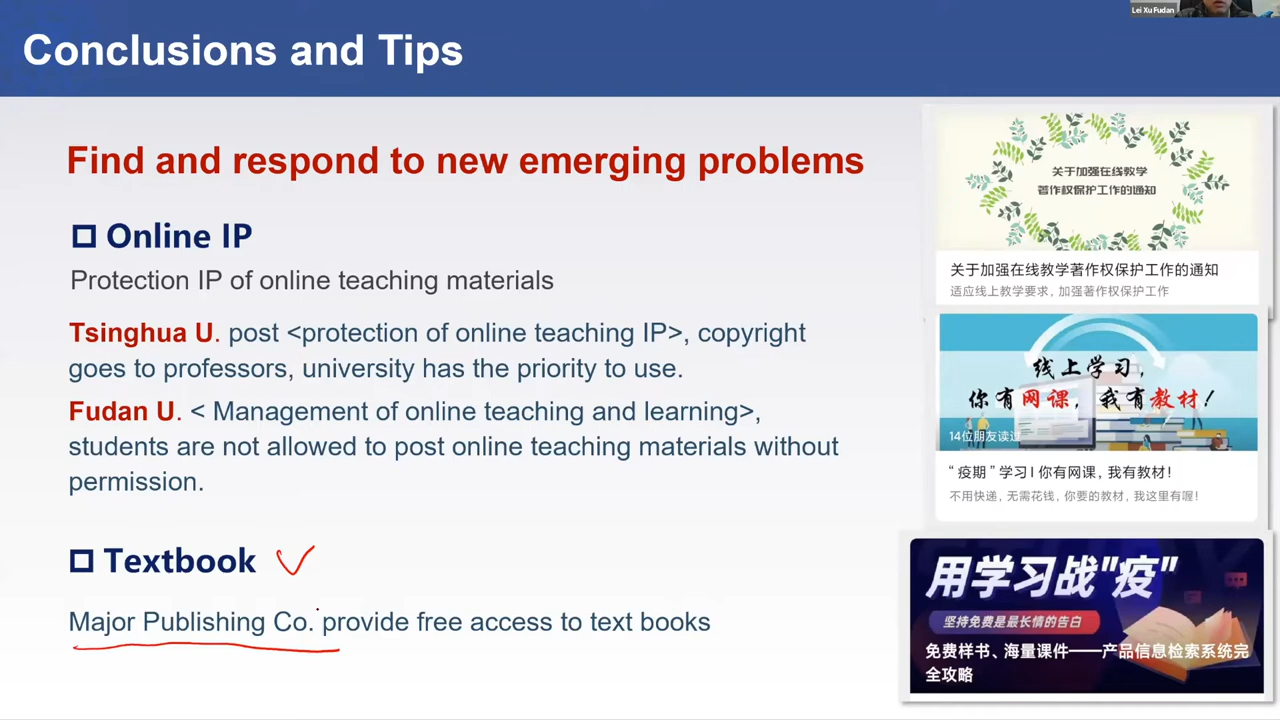 Lei Xu Fudan
Conclusions and Tips
Find and respond to new emerging problems
Online IP
Protection IP of online teaching materials
Tsinghua U. post <protection of online teaching IP>, copyright
goes to professors, university has the priority to use.
Fudan U. < Management of online teaching and learning>,
students are not allowed to post online teaching materials without
permission.
Textbook
Major Publishing Co. provide free access to text books
关于加强在线教学
著作权保护工作的通知
关于加强在线教学著作权保护工作的通知
适应线上教学要求，加强著作权保护工作
线上学习，
你有网课，我有教材！
14位朋友读过
“疫期”学习I你有网课，我有教材！
不用快递，无需花钱，你要的教材，我这里有喔！
用学习战"疫"
坚持免费是最长情的告白
免费样书、海量课件——产品信息检索系统完
全攻略